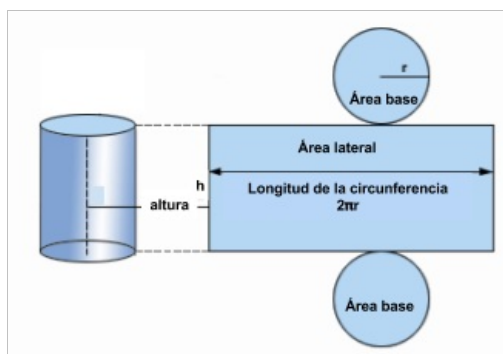 r
Área base
Área lateral
h
altura
Longitud de la circunferencia
2πr
Área base